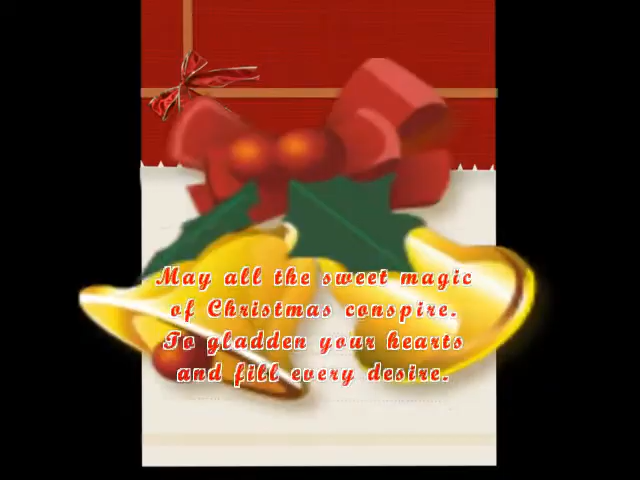 May all the sweet magic
of Christmas conspire.
To gladden your hearts
and fill every desire.